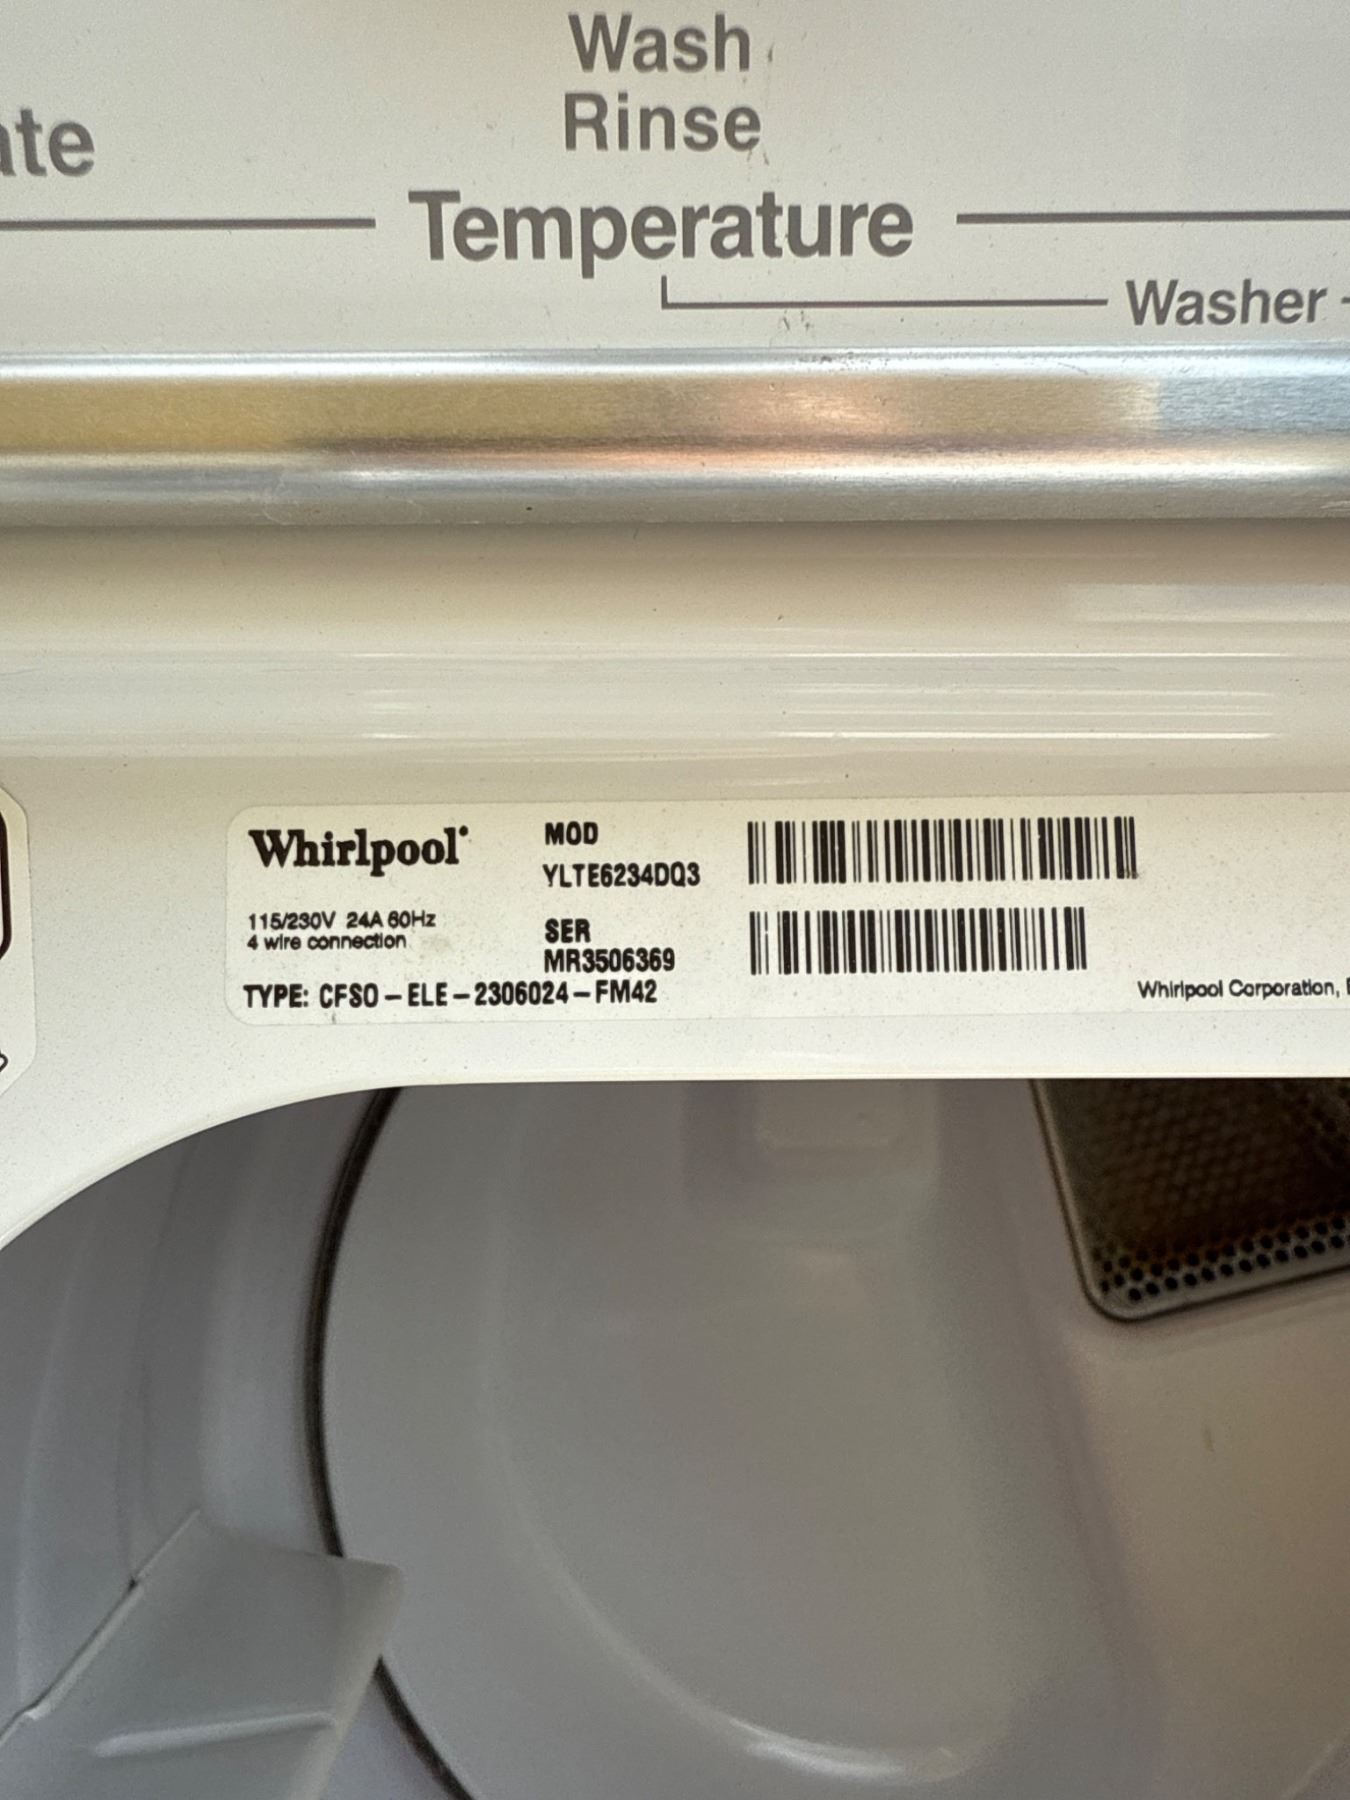 Wash
Rinse
ate
Temperature
Washer
Whirlpool
MOD
YLTE6234DQ3
115/230V 24A 60Hz
4 wire connection
SER
MR3506369
TYPE: CFSO-ELE-2306024-FM42
Whirlpool Corporation,